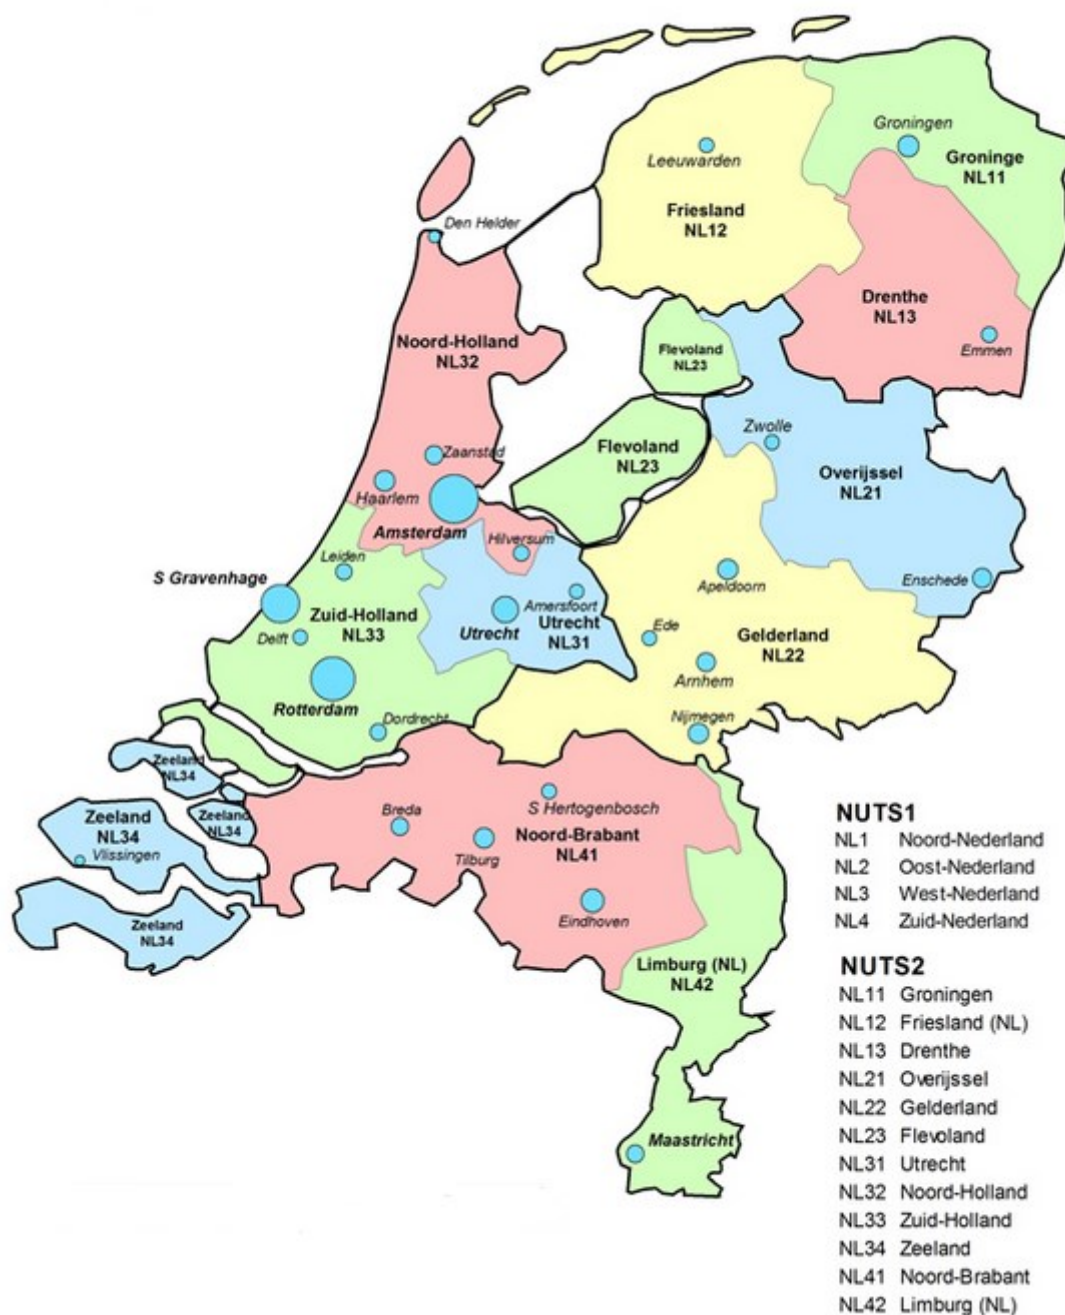 Groningen
Leeuwarden
Groninge
NL11
Friesland
NL12
Den Helder
Drenthe
NL13
Noord-Holland
NL32
Flevoland
NL23
Emmen
Zwolle
Zaanstad
Flevoland
NL23
Overijssel
NL21
Haarlem
Amsterdam
Hilversum
Leiden
S Gravenhage
Apeldoorn
Enschede
Amersfoort
Zuid-Holland
NL33
Delft
Utrecht
Utrecht
NL31
Ede
Gelderland
NL22
Arnhem
Rotterdam
Dordrecht
Nijmegen
Zeeland
NL34
Zeeland
NL34
Zeeland
NL34
Vlissingen
Breda
S Hertogenbosch
Tilburg
Noord-Brabant
NL41
Eindhoven
Zeeland
NL34
Limburg (NL)
NL42
Maastricht
NUTS1
NL1 Noord-Nederland
NL2 Oost-Nederland
NL3 West-Nederland
NL4 Zuid-Nederland
NUTS2
NL11 Groningen
NL12 Friesland (NL)
NL13 Drenthe
NL21 Overijssel
NL22 Gelderland
NL23 Flevoland
NL31 Utrecht
NL32 Noord-Holland
NL33 Zuid-Holland
NL34 Zeeland
NL41 Noord-Brabant
NL42 Limburg (NL)